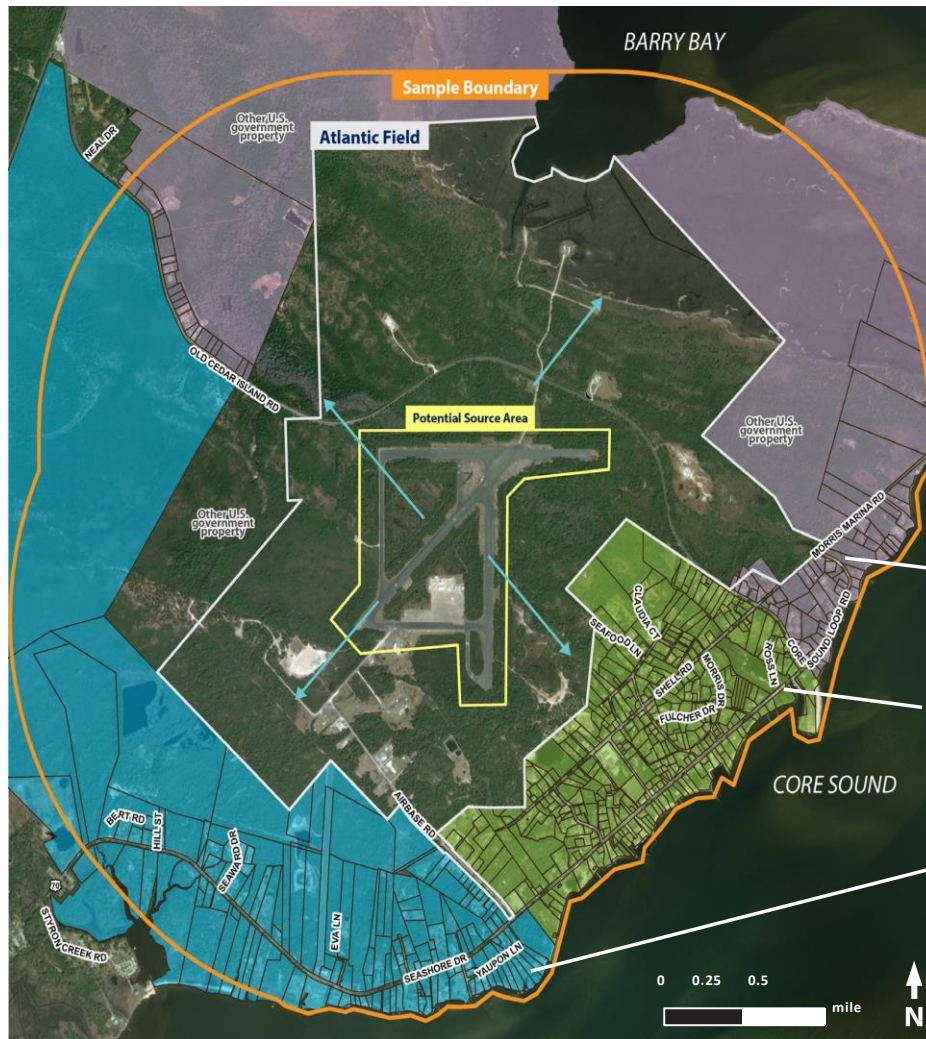 BARRY BAY
Sample Boundary
Other U.S.
government
property
Atlantic Field
NEAL DR
OLD CEDAR ISLAND RD
Potential Source Area
Other U.S.
government
property
Other U.S.
government
property
MORRIS MARINA RD
CLAUDIA CT
SEAFOOD LN
SHELL RD
MORRIS DR
ROSS LN
CORE
SOUND LOOP RD
FULCHER DR
CORE SOUND
AIRBASE RD
BERT RD
HILL ST
SEAWARD DR
70
STYRON CREEK RD
EVA LN
SEASHORE DR
YAUPON LN
0 0.25 0.5
mile
N